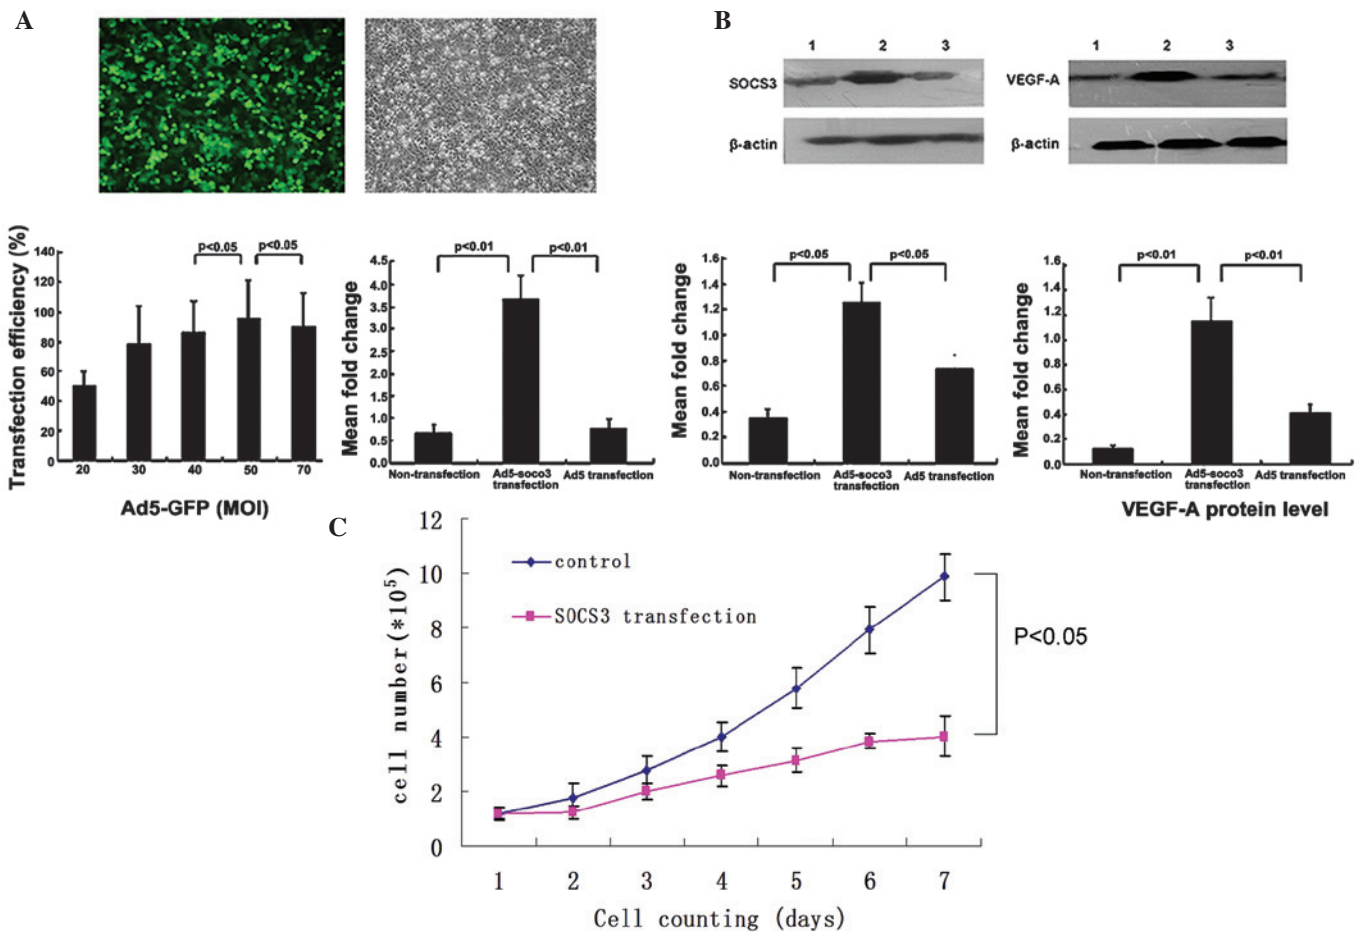 A
B
1 2 3
SOCS3
β-actin
1 2 3
VEGF-A
β-actin
Transfection efficiency (%)
140
120
100
80
60
40
20
0
p<0.05
p<0.05
20 30 40 50 70
Ad5-GFP (MOI)
Mean fold change
4.5
4.0
3.5
3.0
2.5
2.0
1.5
1.0
0.5
0.0
p<0.01
p<0.01
Non-transfection
Ad5-soco3
transfection
Ad5 transfection
Mean fold change
1.6
1.4
1.2
1.0
0.8
0.6
0.4
0.2
0.0
p<0.05
p<0.05
Non-transfection
Ad5-soco3
transfection
Ad5 transfection
Mean fold change
1.6
1.4
1.2
1.0
0.8
0.6
0.4
0.2
0.0
p<0.01
p<0.01
Non-transfection
Ad5-soco3
transfection
Ad5 transfection
VEGF-A protein level
C
cell number(*10⁵)
12
10
8
6
4
2
0
control
SOCS3 transfection
P<0.05
1 2 3 4 5 6 7
Cell counting (days)